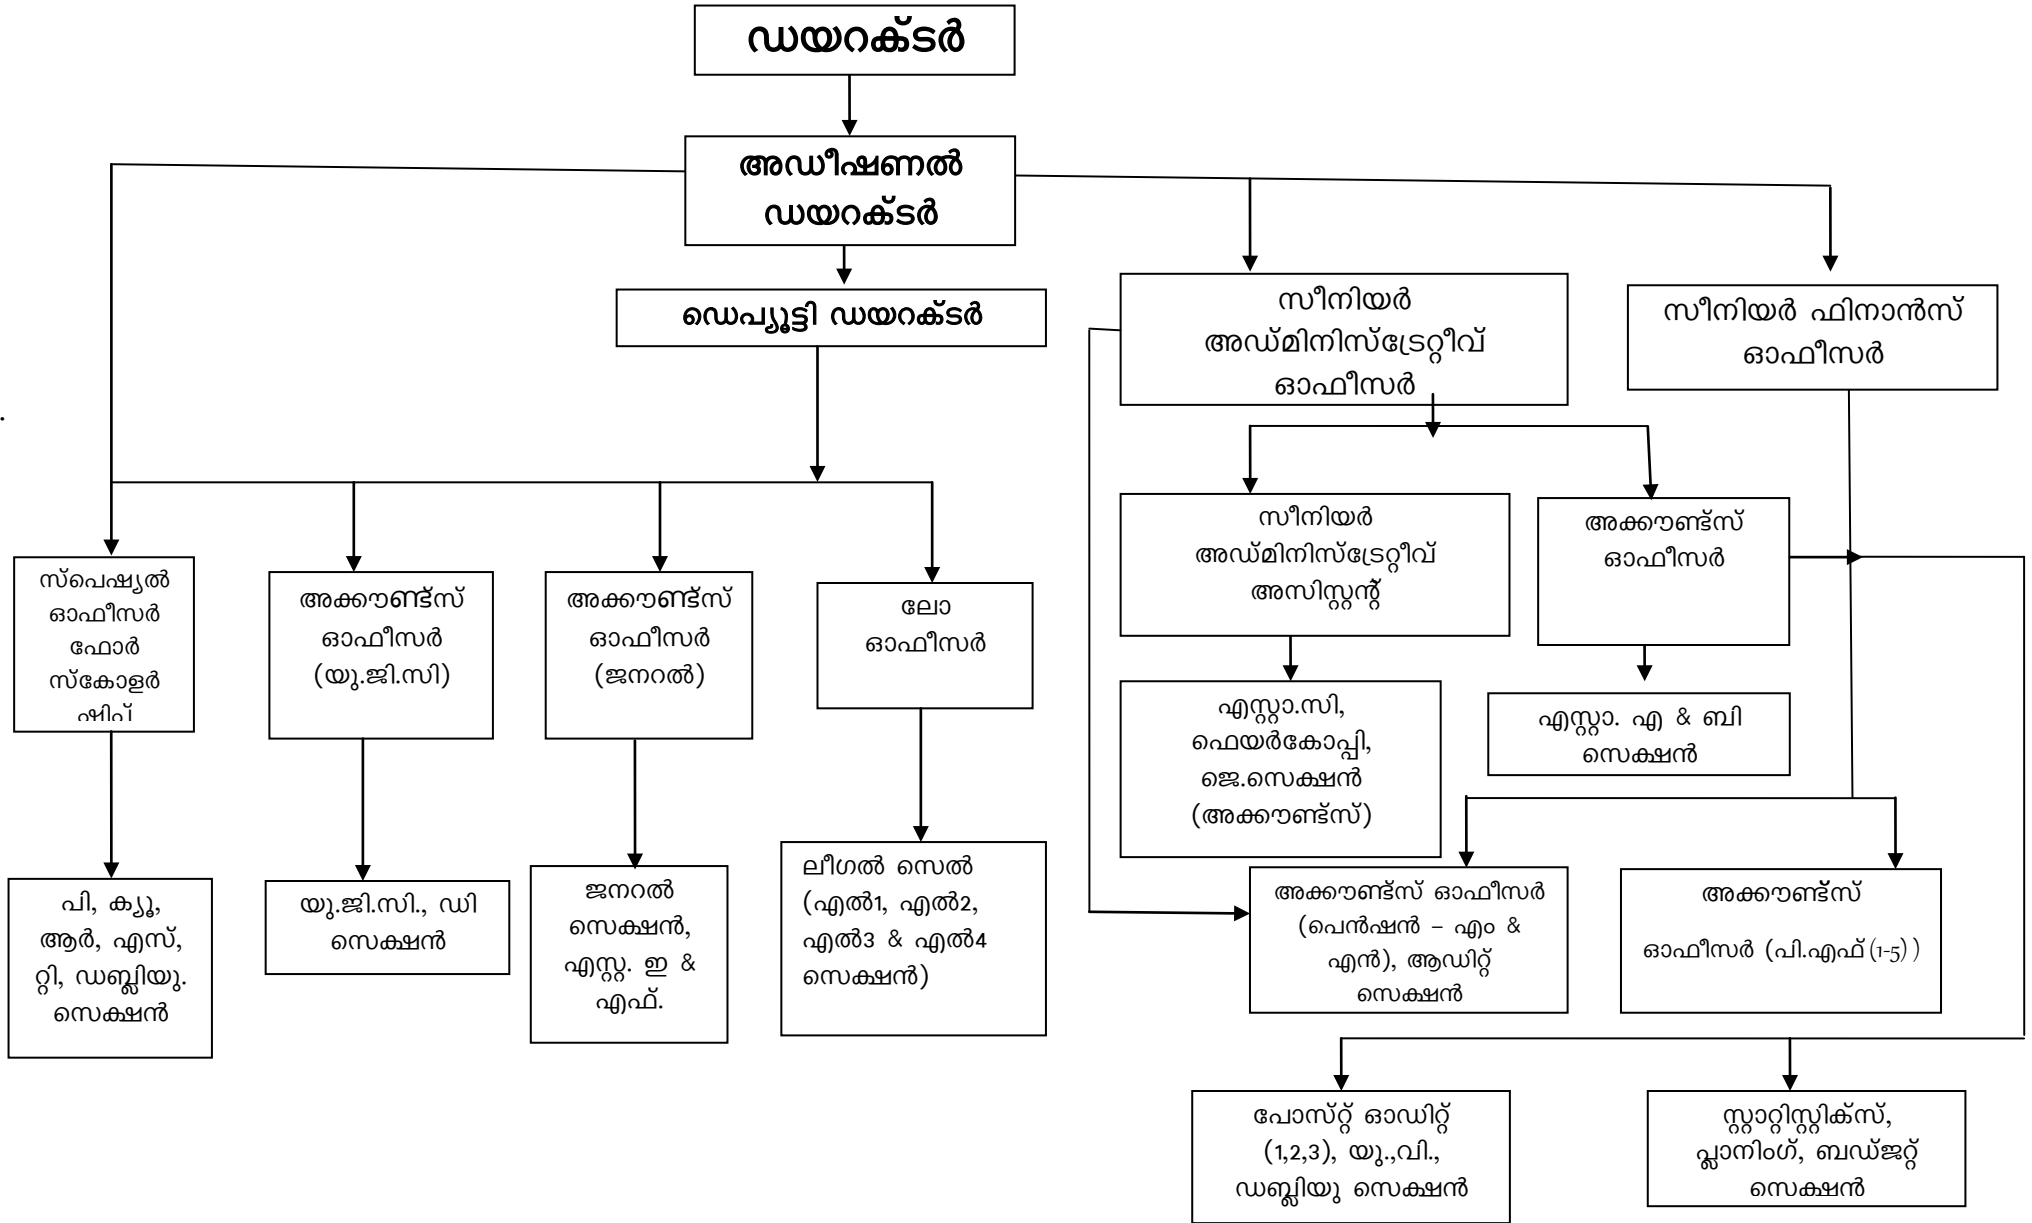 ഡയറക്ടർ
അഡീഷണൽ
ഡയറക്ടർ
ഡെപ്യൂട്ടി ഡയറക്ടർ
സീനിയർ
അഡ്മിനിസ്ട്രേറ്റീവ്
ഓഫീസർ
സീനിയർ ഫിനാൻസ്
ഓഫീസർ
.
സീനിയർ
അഡ്മിനിസ്ട്രേറ്റീവ്
അസിസ്റ്റന്റ്
അക്കൗണ്ട്സ്
ഓഫീസർ
സ്പെഷ്യൽ
ഓഫീസർ
ഫോർ
സ്കോളർ
ഷിപ്
അക്കൗണ്ട്സ്
ഓഫീസർ
(യു.ജി.സി)
അക്കൗണ്ട്സ്
ഓഫീസർ
(ജനറൽ)
ലോ
ഓഫീസർ
എസ്റ്റാ.സി,
ഫെയർകോപ്പി,
ജെ.സെക്ഷൻ
(അക്കൗണ്ട്സ്)
എസ്റ്റാ. എ & ബി
സെക്ഷൻ
പി, ക്യൂ,
ആർ, എസ്,
റ്റി, ഡബ്ലിയു.
സെക്ഷൻ
യു.ജി.സി., ഡി
സെക്ഷൻ
ജനറൽ
സെക്ഷൻ,
എസ്റ്റ. ഇ &
എഫ്.
ലീഗൽ സെൽ
(എൽ1, എൽ2,
എൽ3 & എൽ4
സെക്ഷൻ)
അക്കൗണ്ട്സ് ഓഫീസർ
(പെൻഷൻ – എം &
എൻ), ആഡിറ്റ്
സെക്ഷൻ
അക്കൗണ്ട്സ്
ഓഫീസർ (പി.എഫ് (1-5) )
പോസ്റ്റ് ഓഡിറ്റ്
(1,2,3), യു.,വി.,
ഡബ്ലിയു സെക്ഷൻ
സ്റ്റാറ്റിസ്റ്റിക്സ്,
പ്ലാനിംഗ്, ബഡ്ജറ്റ്
സെക്ഷൻ